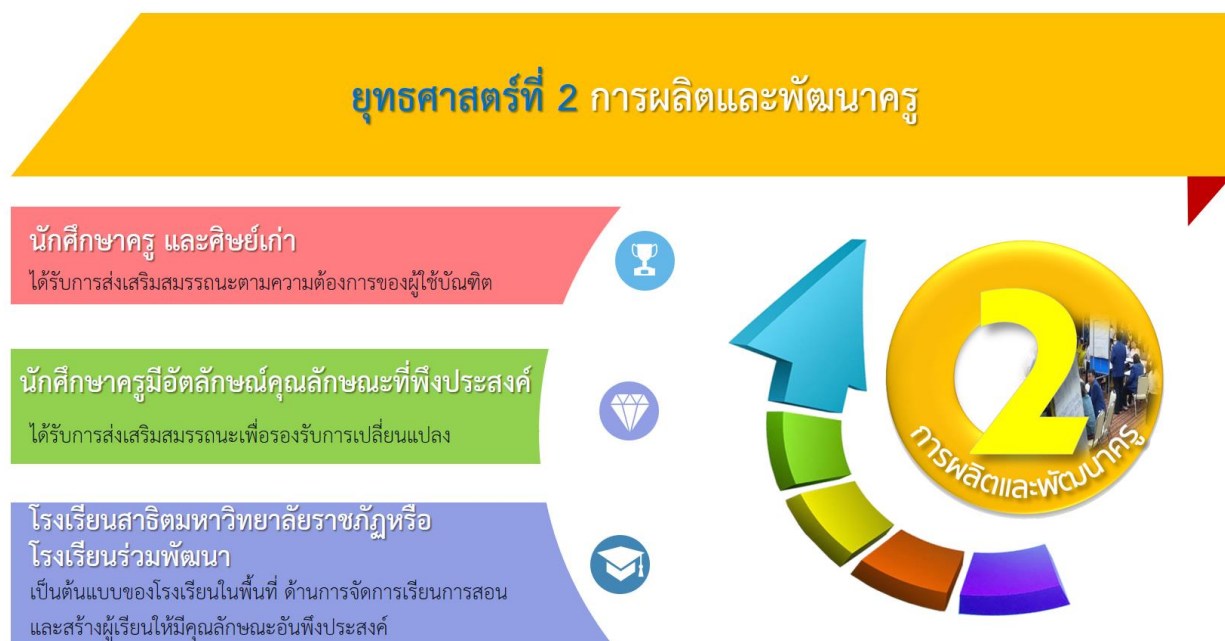 ยุทธศาสตร์ที่ 2 การผลิตและพัฒนาครู
นักศึกษาครู และศิษย์เก่า
ได้รับการส่งเสริมสมรรถนะตามความต้องการของผู้ใช้บัณฑิต
นักศึกษาครูมีอัตลักษณ์คุณลักษณะที่พึงประสงค์
ได้รับการส่งเสริมสมรรถนะเพื่อรองรับการเปลี่ยนแปลง
โรงเรียนสาธิตมหาวิทยาลัยราชภัฏหรือ
โรงเรียนร่วมพัฒนา
เป็นต้นแบบของโรงเรียนในพื้นที่ ด้านการจัดการเรียนการสอน
และสร้างผู้เรียนให้มีคุณลักษณะอันพึงประสงค์
2
การผลิตและพัฒนาครู